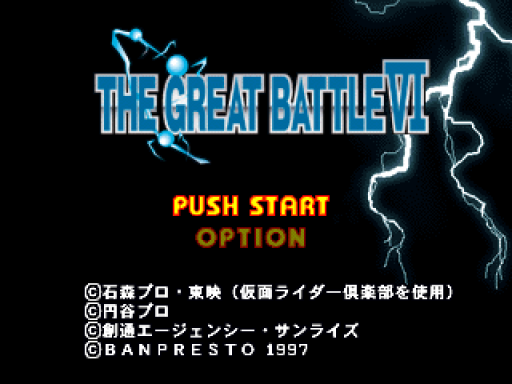 THE GREAT BATTLE VI
PUSH START
OPTION
©石森プロ・東映（仮面ライダー倶楽部を使用）
©円谷プロ
©創通エージェンシー・サンライズ
©BANPRESTO 1997